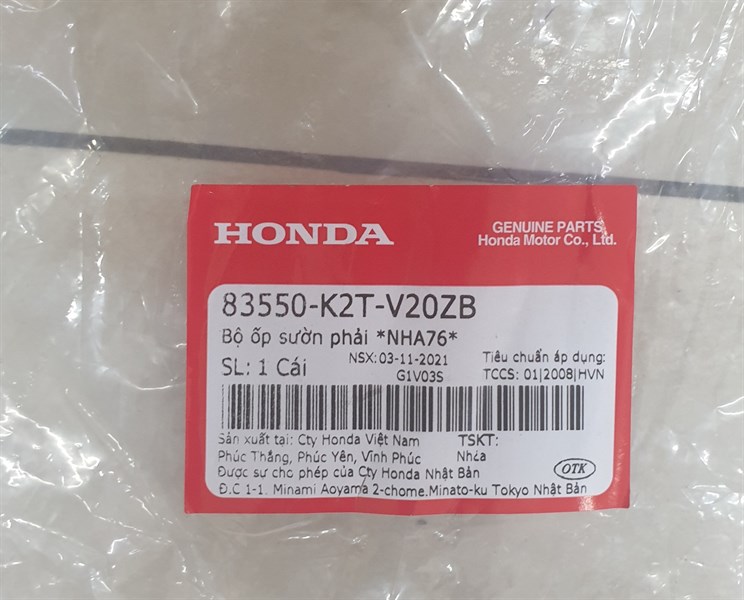 HONDA
GENUINE PARTS
Honda Motor Co., Ltd.
83550-K2T-V20ZB
Bộ ốp sườn phải *NHA76*
SL: 1 Cái
NSX: 03-11-2021
G1V03S
Tiêu chuẩn áp dụng:
TCCS: 01|2008|HVN
Sản xuất tại: Cty Honda Việt Nam
Phúc Thắng, Phúc Yên, Vĩnh Phúc
TSKT:
Nhựa
Được sự cho phép của Cty Honda Nhật Bản
Đ.C 1-1, Minami Aoyama 2-chome.Minato-ku Tokyo Nhật Bản
OTK